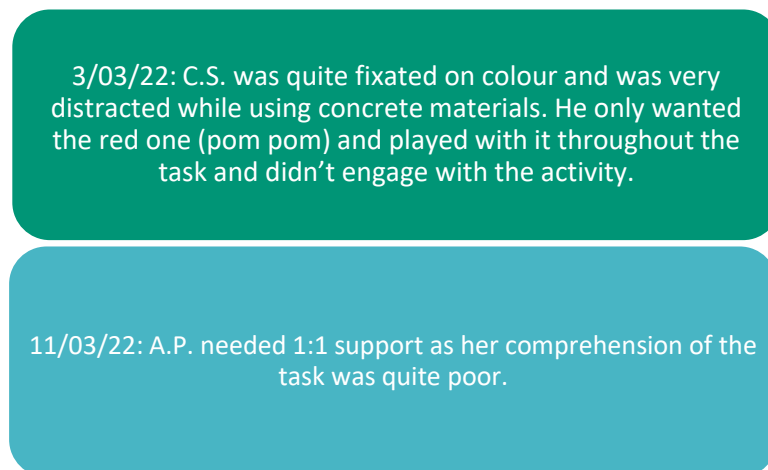 3/03/22: C.S. was quite fixated on colour and was very
distracted while using concrete materials. He only wanted
the red one (pom pom) and played with it throughout the
task and didn’t engage with the activity.
11/03/22: A.P. needed 1:1 support as her comprehension of the
task was quite poor.